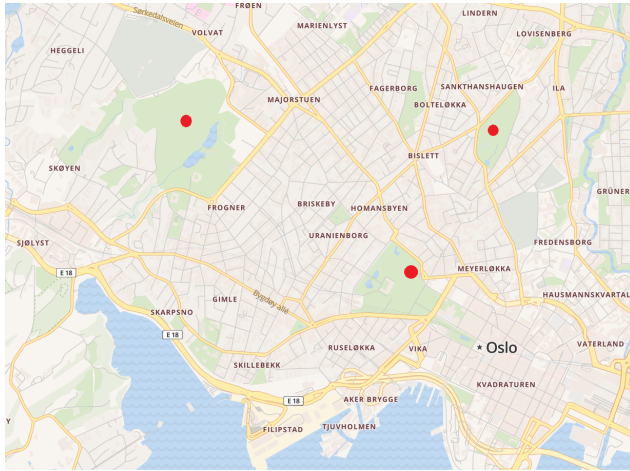 FRØEN
LINDERN
Sørkedalsveien
VOLVAT
MARIENLYST
LOVISENBERG
HEGGELI
FAGERBORG
SANKTHANSHAUGEN
ILA
MAJORSTUEN
BOLTELØKKA
BISLETT
SKØYEN
GRÜNER
FROGNER
BRISKEBY
HOMANSBYEN
URANIENBORG
SJØLYST
FREDENSBORG
E 18
MEYERLØKKA
Bygdøy allé
GIMLE
HAUSMANNSKVARTAL
SKARPSNO
E 18
RUSELØKKA
VIKA
Oslo
VATERLAND
SKILLEBEKK
KVADRATUREN
E 18
AKER BRYGGE
Y
FILIPSTAD
TJUVHOLMEN